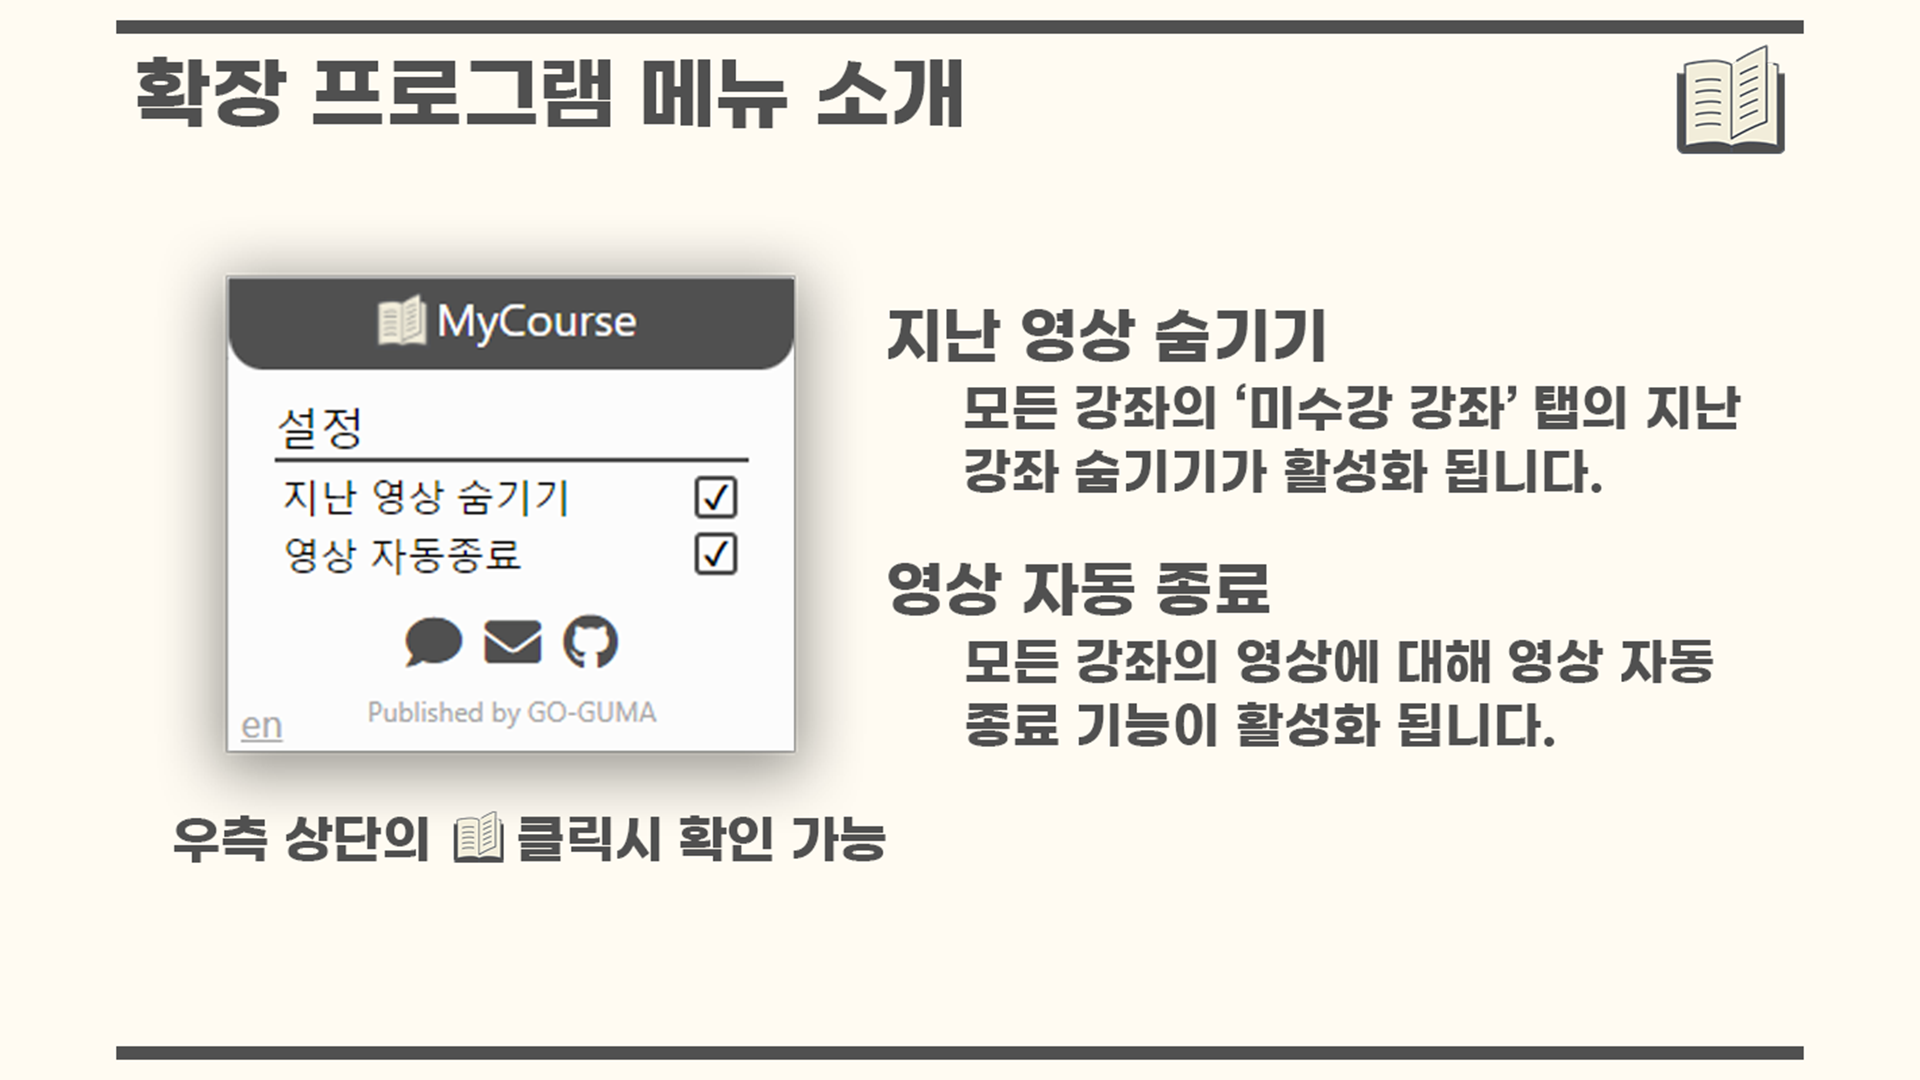 확장 프로그램 메뉴 소개
MyCourse
설정
지난 영상 숨기기
영상 자동종료
Published by GO-GUMA
en
우측 상단의 클릭시 확인 가능
지난 영상 숨기기
모든 강좌의 ‘미수강 강좌’ 탭의 지난
강좌 숨기기가 활성화 됩니다.
영상 자동 종료
모든 강좌의 영상에 대해 영상 자동
종료 기능이 활성화 됩니다.